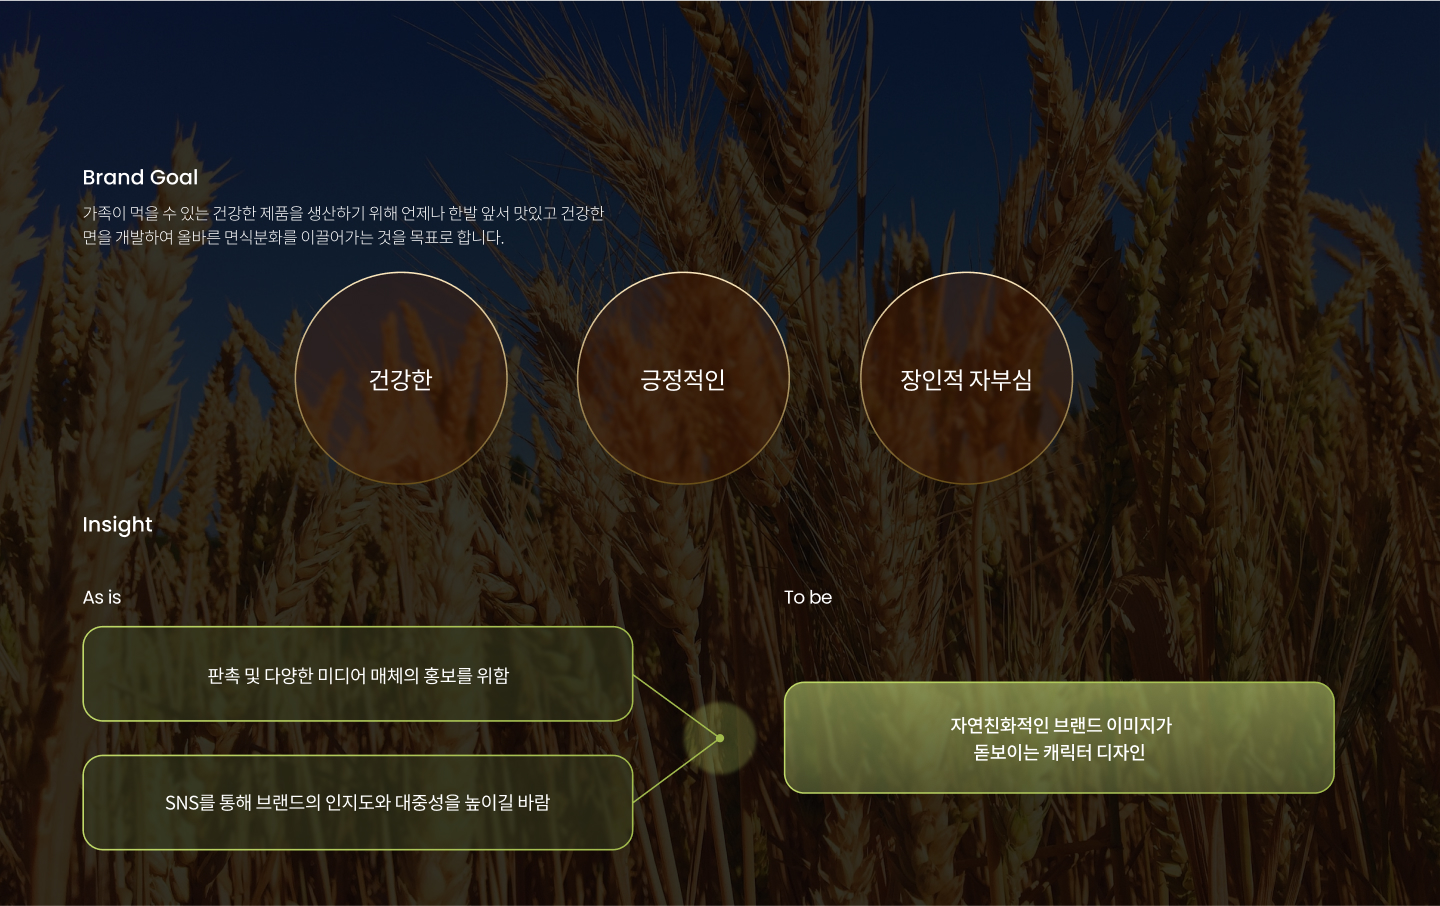 Brand Goal
가족이 먹을 수 있는 건강한 제품을 생산하기 위해 언제나 한발 앞서 맛있고 건강한
면을 개발하여 올바른 면식분화를 이끌어가는 것을 목표로 합니다.
건강한
긍정적인
장인적 자부심
Insight
As is
To be
판촉 및 다양한 미디어 매체의 홍보를 위함
SNS를 통해 브랜드의 인지도와 대중성을 높이길 바람
자연친화적인 브랜드 이미지가
돋보이는 캐릭터 디자인